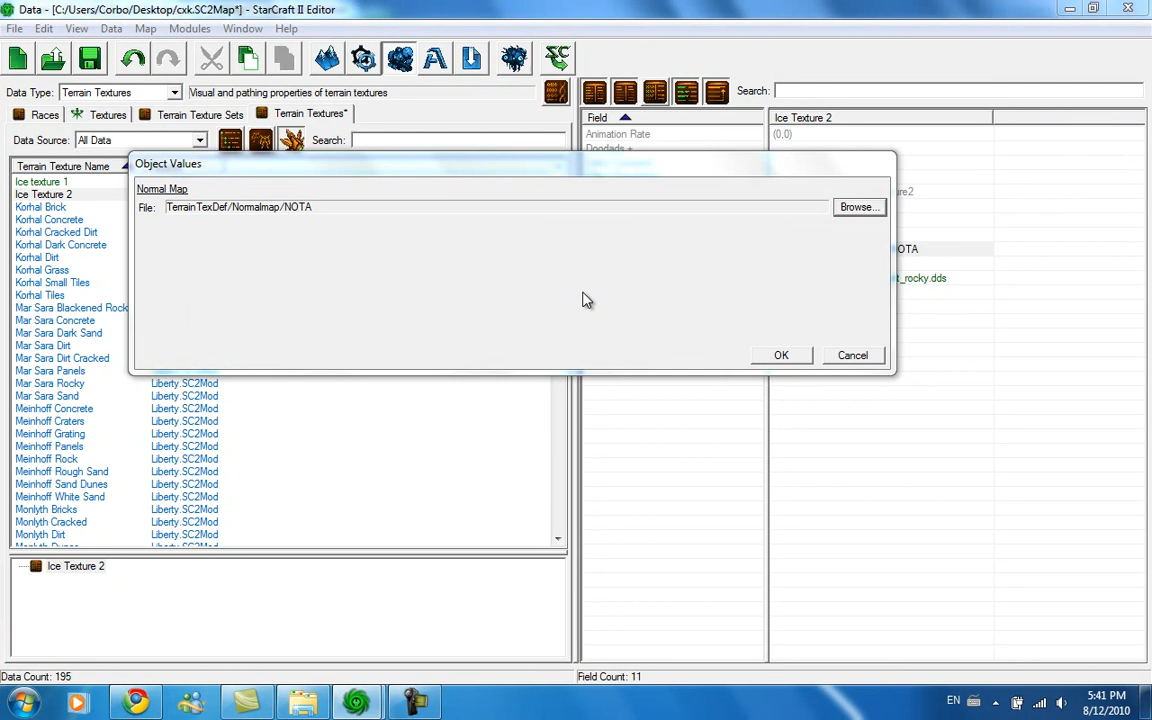 Data - [C:/Users/Corbo/Desktop/cxk.SC2Map*] - StarCraft II Editor
File Edit View Data Map Modules Window Help
Data Type: Terrain Textures Visual and pathing properties of terrain textures
Search:
Races Textures Terrain Texture Sets Terrain Textures*
Data Source: All Data Search:
Field Ice Texture 2
Animation Rate (0,0)
Terrain Texture Name
Object Values
Normal Map
File: TerrainTexDef/Normalmap/NOTA Browse...
OK Cancel
Ice texture 1
Ice Texture 2
Korhal Brick
Korhal Concrete
Korhal Cracked Dirt
Korhal Dark Concrete
Korhal Dirt
Korhal Grass
Korhal Small Tiles
Korhal Tiles
Mar Sara Blackened Rock
Mar Sara Concrete
Mar Sara Dark Sand
Mar Sara Dirt
Mar Sara Dirt Cracked
Mar Sara Panels
Mar Sara Rocky Liberty.SC2Mod
Mar Sara Sand Liberty.SC2Mod
Meinhoff Concrete Liberty.SC2Mod
Meinhoff Craters Liberty.SC2Mod
Meinhoff Grating Liberty.SC2Mod
Meinhoff Panels Liberty.SC2Mod
Meinhoff Rock Liberty.SC2Mod
Meinhoff Rough Sand Liberty.SC2Mod
Meinhoff Sand Dunes Liberty.SC2Mod
Meinhoff White Sand Liberty.SC2Mod
Monlyth Bricks Liberty.SC2Mod
Monlyth Cracked Liberty.SC2Mod
Monlyth Dirt Liberty.SC2Mod
ure2
OTA
t_rocky.dds
Ice Texture 2
Data Count: 195 Field Count: 11
EN 5:41 PM
8/12/2010